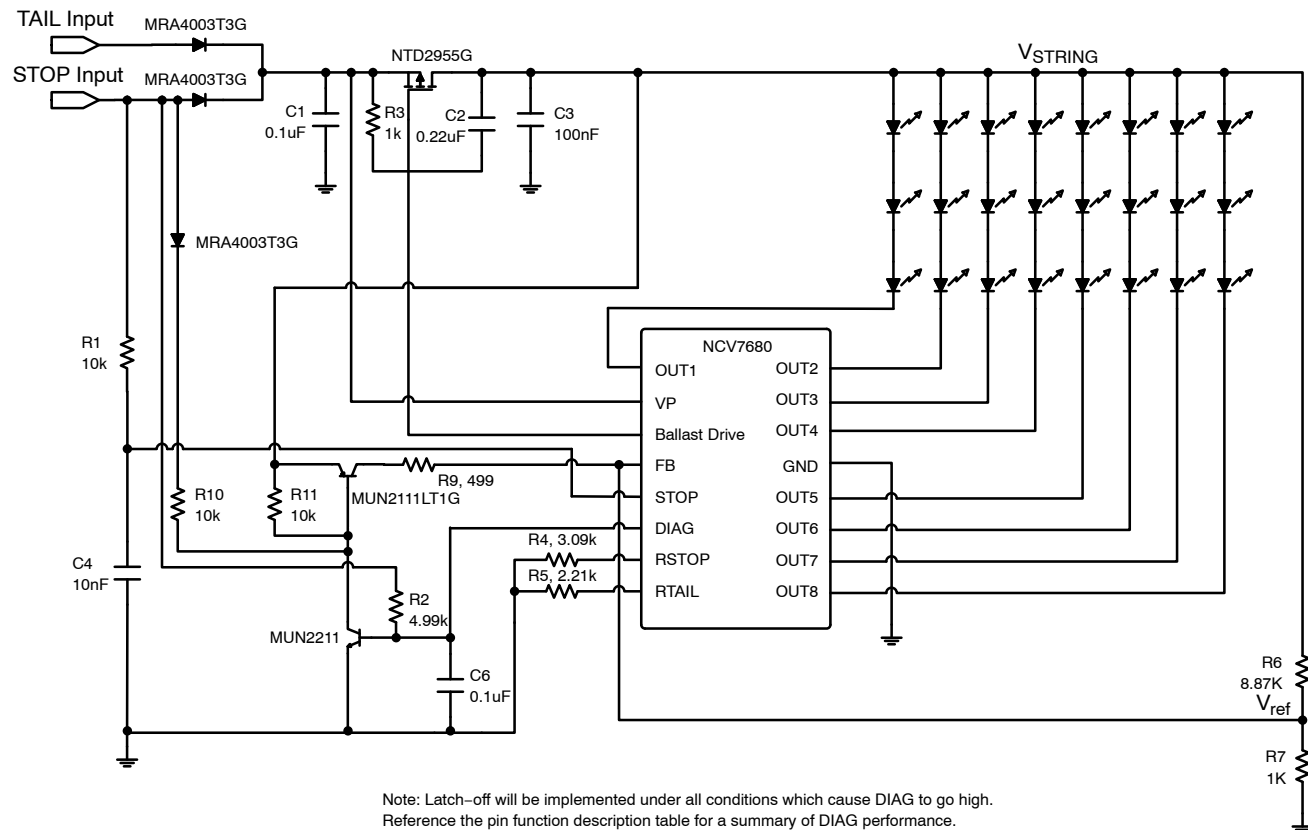 TAIL Input
MRA4003T3G
STOP Input
MRA4003T3G
NTD2955G
VSTRING
C1
0.1uF
R3
1k
C2
0.22uF
C3
100nF
MRA4003T3G
R1
10k
NCV7680
OUT1
VP
Ballast Drive
FB
STOP
DIAG
RSTOP
RTAIL
OUT2
OUT3
OUT4
GND
OUT5
OUT6
OUT7
OUT8
R9, 499
MUN2111LT1G
R10
10k
R11
10k
R4, 3.09k
R5, 2.21k
C4
10nF
R2
4.99k
MUN2211
C6
0.1uF
R6
8.87K
Vref
R7
1K
Note: Latch−off will be implemented under all conditions which cause DIAG to go high.
Reference the pin function description table for a summary of DIAG performance.